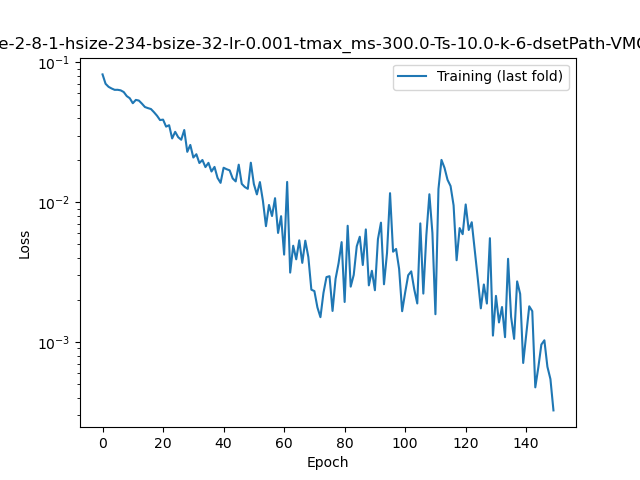 e-2-8-1-hsize-234-bsize-32-lr-0.001-tmax_ms-300.0-Ts-10.0-k-6-dsetPath-VMC
Training (last fold)
10⁻¹
10⁻²
10⁻³
Loss
0 20 40 60 80 100 120 140
Epoch